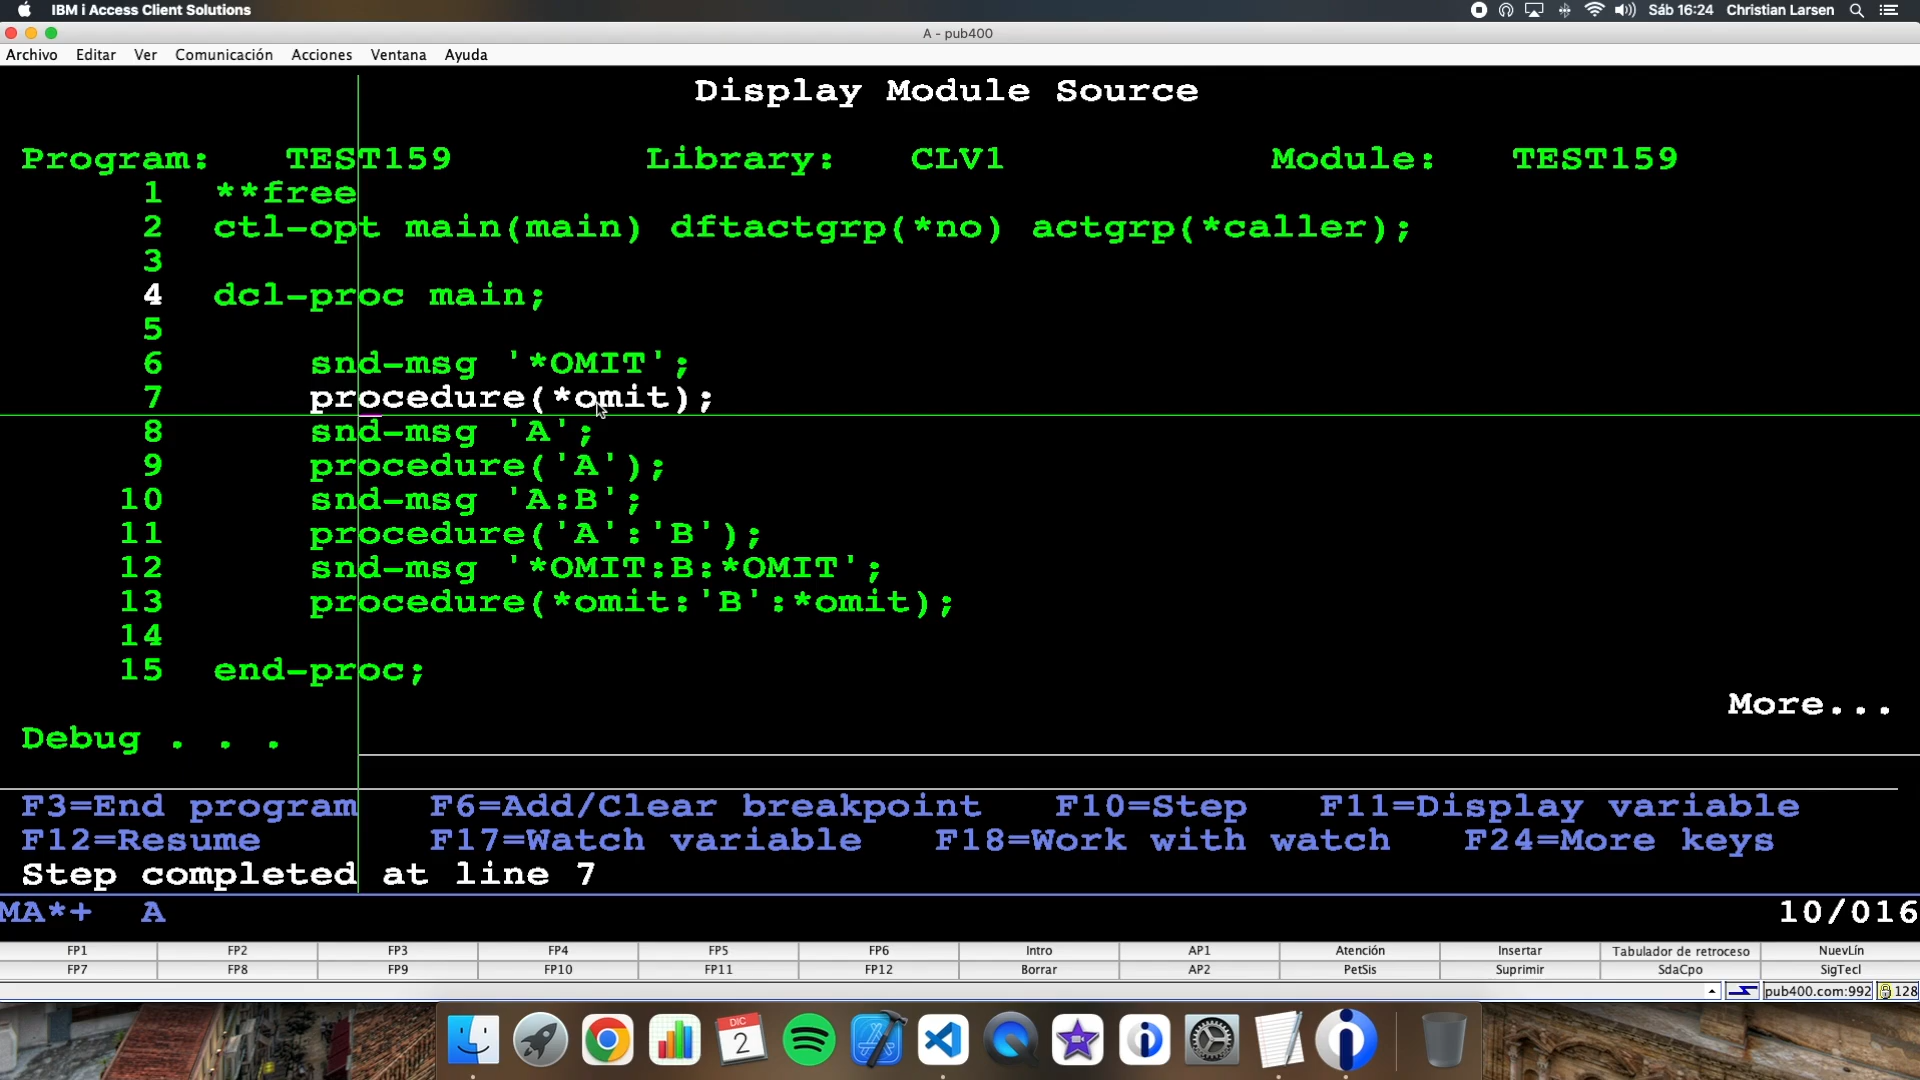 IBM i Access Client Solutions Sáb 16:24 Christian Larsen
A - pub400
Archivo Editar Ver Comunicación Acciones Ventana Ayuda
Display Module Source
Program: TEST159 Library: CLV1 Module: TEST159
1 **free
2 ctl-opt main(main) dftactgrp(*no) actgrp(*caller);
3
4 dcl-proc main;
5
6 snd-msg '*OMIT';
7 procedure(*omit);
8 snd-msg 'A';
9 procedure('A');
10 snd-msg 'A:B';
11 procedure('A':'B');
12 snd-msg '*OMIT:B:*OMIT';
13 procedure(*omit:'B':*omit);
14
15 end-proc;
More...
Debug . . .
F3=End program F6=Add/Clear breakpoint F10=Step F11=Display variable
F12=Resume F17=Watch variable F18=Work with watch F24=More keys
Step completed at line 7
MA*+ A 10/016
FP1 FP2 FP3 FP4 FP5 FP6 Intro AP1 Atención Insertar Tabulador de retroceso NuevLín
FP7 FP8 FP9 FP10 FP11 FP12 Borrar AP2 PetSis Suprimir SdaCpo SigTecl
pub400.com:992 128
DIC
2